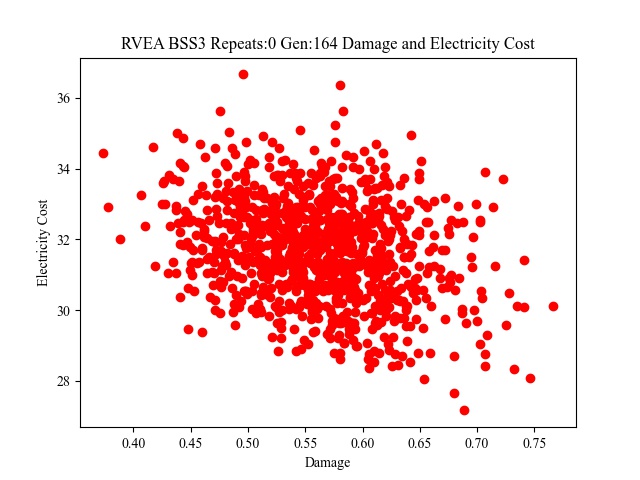 RVEA BSS3 Repeats:0 Gen:164 Damage and Electricity Cost
36
34
32
30
28
Electricity Cost
0.40 0.45 0.50 0.55 0.60 0.65 0.70 0.75
Damage